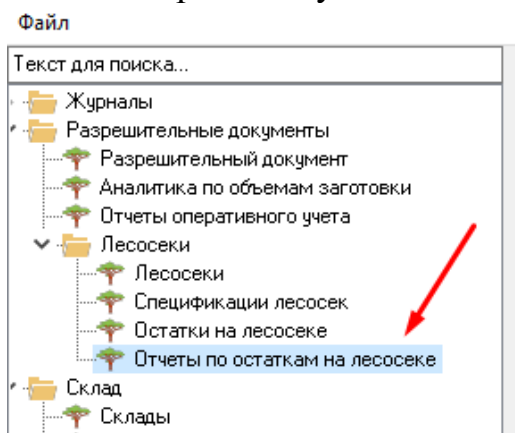 Файл
Текст для поиска...
Журналы
Разрешительные документы
Разрешительный документ
Аналитика по объемам заготовки
Отчеты оперативного учета
Лесосеки
Лесосеки
Спецификации лесосек
Остатки на лесосеке
Отчеты по остаткам на лесосеке
Склад
Склады